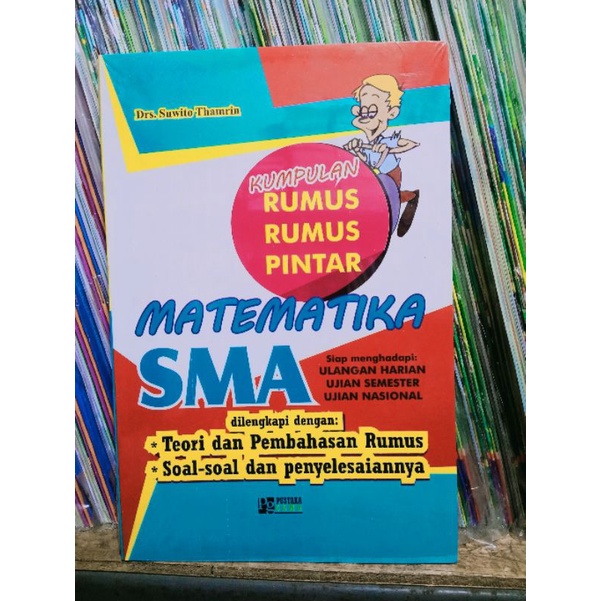 Drs. Suwito Thamrin
KUMPULAN
RUMUS
RUMUS
PINTAR
MATEMATIKA
SMA
Siap menghadapi:
ULANGAN HARIAN
UJIAN SEMESTER
UJIAN NASIONAL
dilengkapi dengan:
* Teori dan Pembahasan Rumus
* Soal-soal dan penyelesaiannya
PUSTAKA